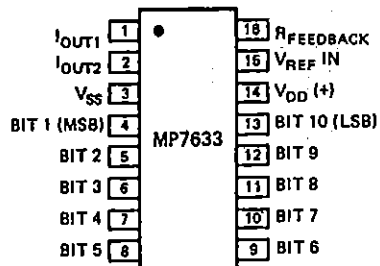 IOUT1 1 16 RFEEDBACK
IOUT2 2 15 VREF IN
VSS 3 14 VDD (+)
BIT 1 (MSB) 4 13 BIT 10 (LSB)
MP7633
BIT 2 5 12 BIT 9
BIT 3 6 11 BIT 8
BIT 4 7 10 BIT 7
BIT 5 8 9 BIT 6